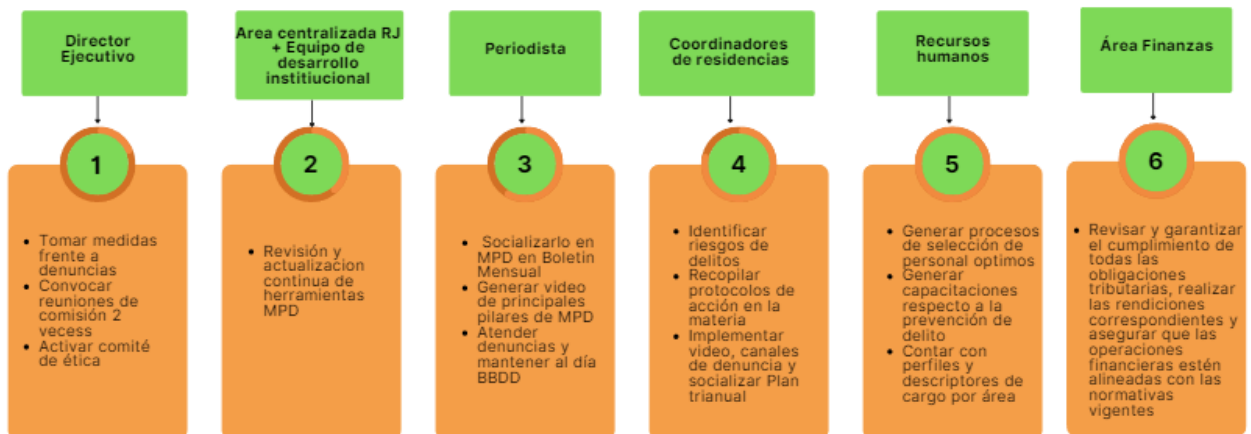 Director
Ejecutivo
1
• Tomar medidas
frente a
denuncias
• Convocar
reuniones de
comisión 2
vecess
• Activar comité
de ética
Area centralizada RJ
+ Equipo de
desarrollo
institiucional
2
• Revisión y
actualizacion
continua de
herramientas
MPD
Periodista
3
• Socializarlo en
MPD en Boletin
Mensual
• Generar video
de principales
pilares de MPD
• Atender
denuncias y
mantener al día
BBDD
Coordinadores
de residencias
4
• Identificar
riesgos de
delitos
• Recopilar
protocolos de
acción en la
materia
• Implementar
video, canales
de denuncia y
socializar Plan
trianual
Recursos
humanos
5
• Generar procesos
de selección de
personal optimos
• Generar
capacitaciones
respecto a la
prevención de
delito
• Contar con
perfiles y
descriptores de
cargo por área
Área Finanzas
6
• Revisar y garantizar
el cumplimiento de
todas las
obligaciones
tributarias, realizar
las rendiciones
correspondientes y
asegurar que las
operaciones
financieras estén
alineadas con las
normativas
vigentes